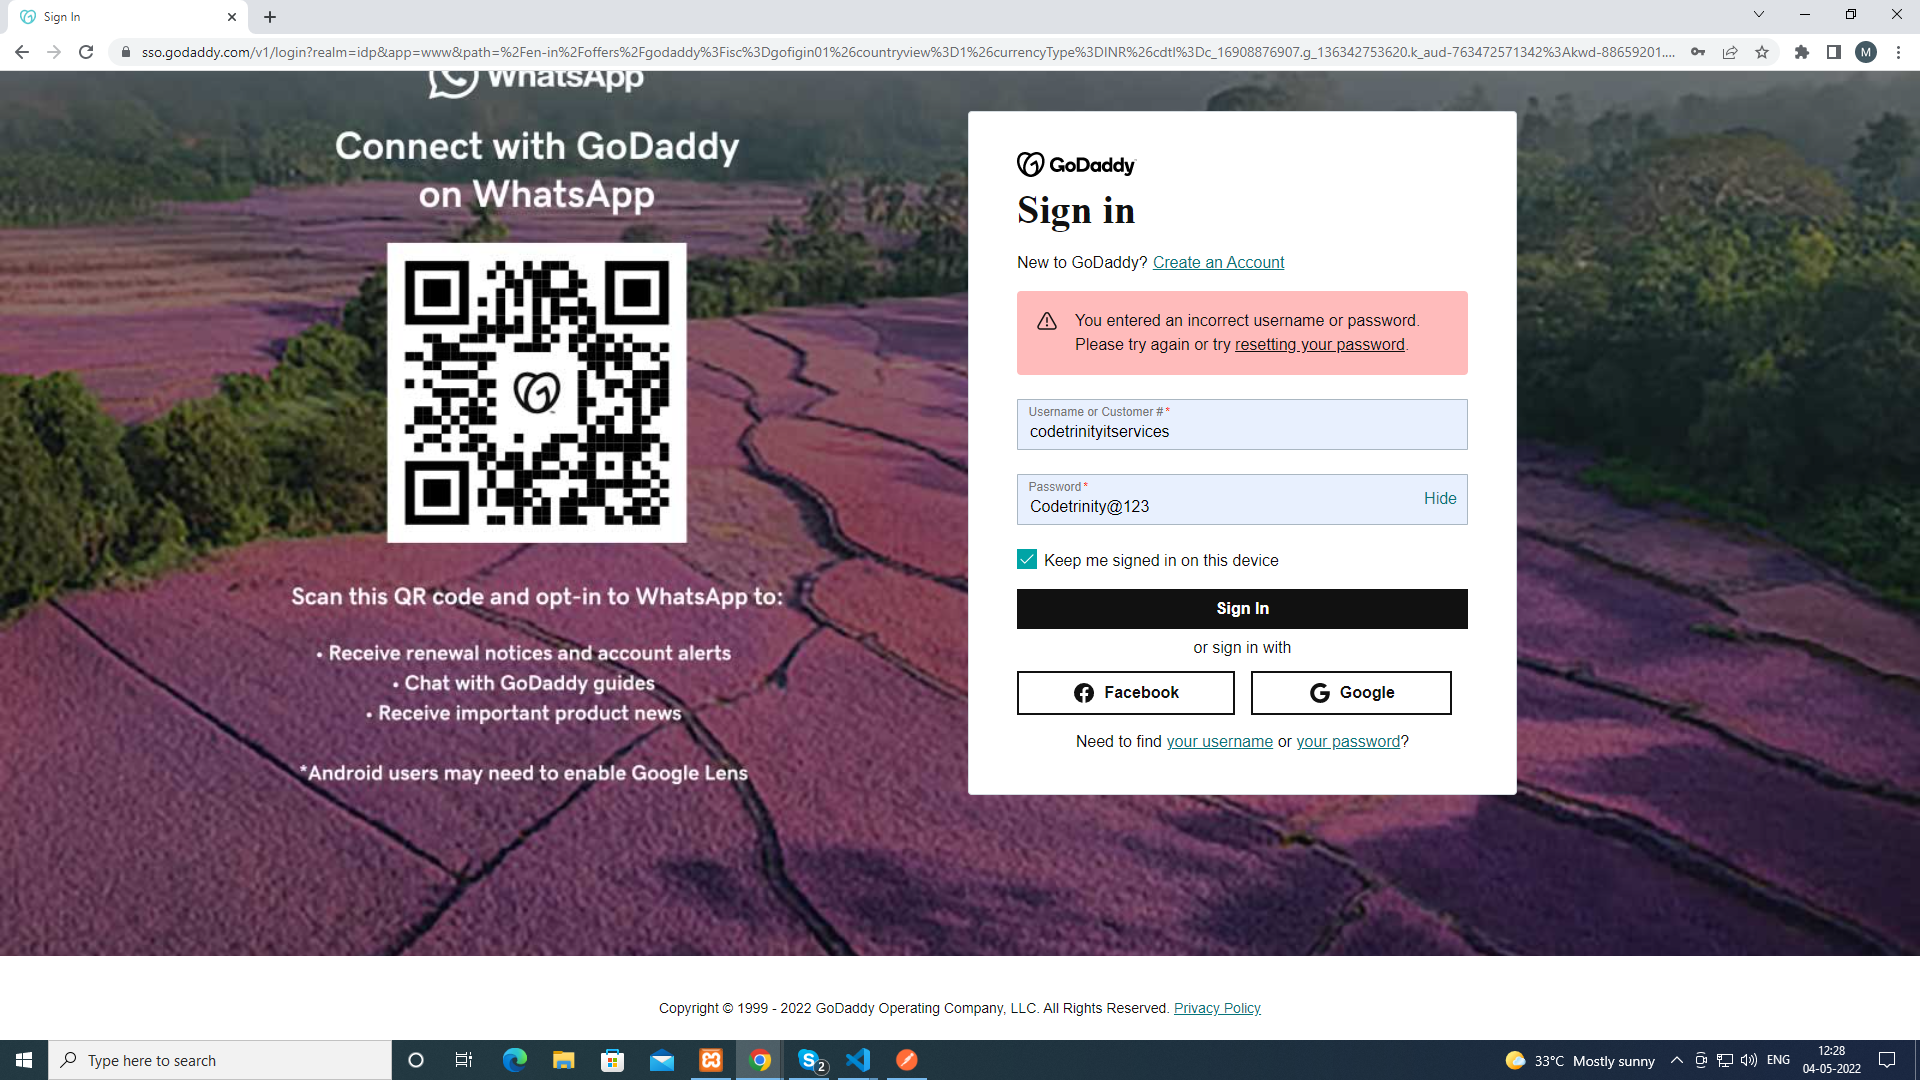 Sign In
sso.godaddy.com/v1/login?realm=idp&app=www&path=%2Fen-in%2Foffers%2Fgodaddy%3Fisc%3Dgofigin01%26countryview%3D1%26currencyType%3DINR%26cdtl%3Dc_16908876907.g_136342753620.k_aud-763472571342%3Akwd-88659201....
M
WhatsApp
Connect with GoDaddy
on WhatsApp
Scan this QR code and opt-in to WhatsApp to:
• Receive renewal notices and account alerts
• Chat with GoDaddy guides
• Receive important product news
*Android users may need to enable Google Lens
GoDaddy
Sign in
New to GoDaddy? Create an Account
You entered an incorrect username or password.
Please try again or try resetting your password.
Username or Customer # *
codetrinityitservices
Password *
Codetrinity@123
Hide
Keep me signed in on this device
Sign In
or sign in with
Facebook
Google
Need to find your username or your password?
Copyright © 1999 - 2022 GoDaddy Operating Company, LLC. All Rights Reserved. Privacy Policy
Type here to search
2
33°C Mostly sunny
ENG
12:28
04-05-2022